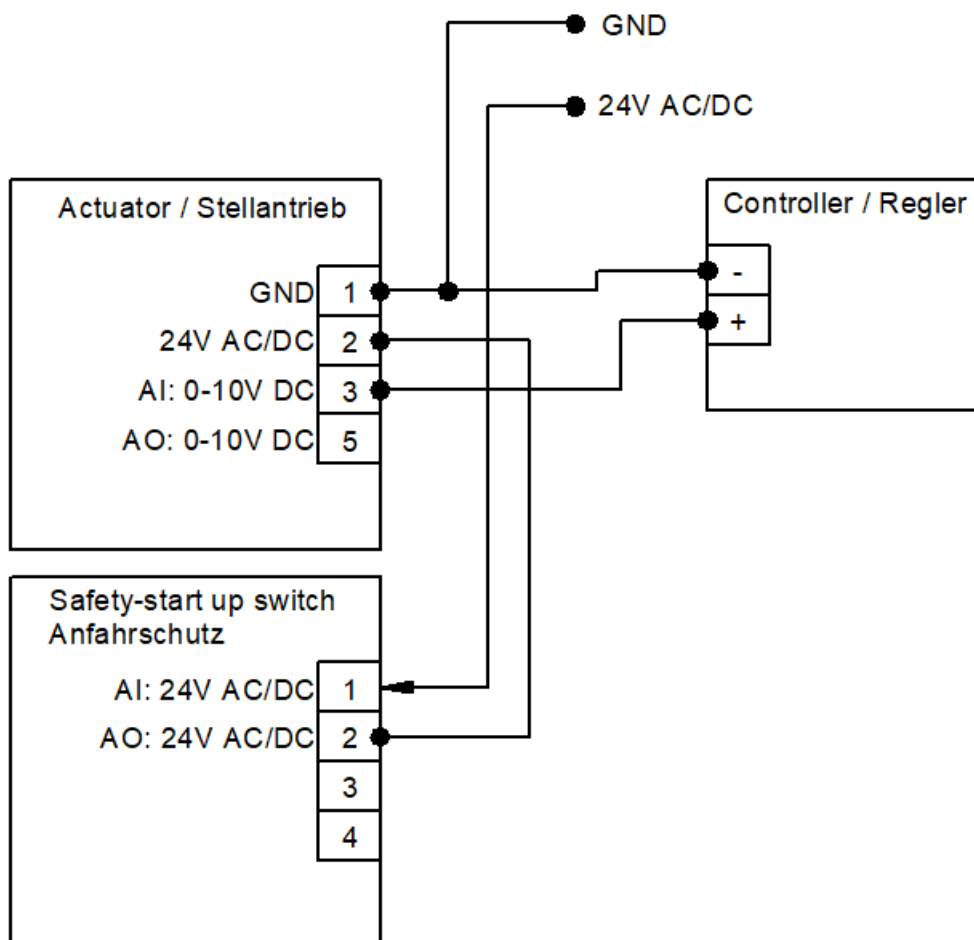 GND
24V AC/DC
Actuator / Stellantrieb
GND 1
24V AC/DC 2
AI: 0-10V DC 3
AO: 0-10V DC 5
Controller / Regler
-
+
Safety-start up switch
Anfahrschutz
AI: 24V AC/DC 1
AO: 24V AC/DC 2
3
4